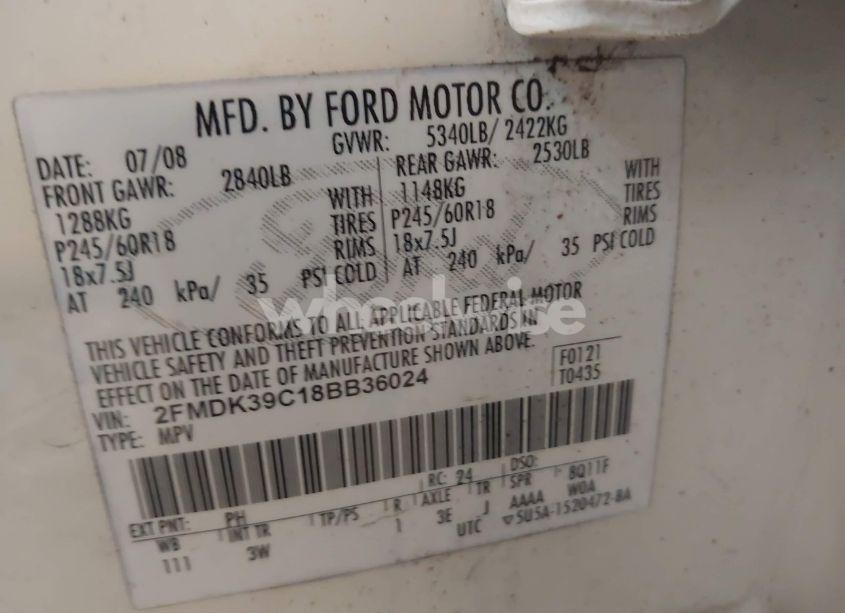 MFD. BY FORD MOTOR CO.
DATE: 07/08 GVWR: 5340LB/ 2422KG
FRONT GAWR: 2840LB REAR GAWR: 2530LB
1288KG WITH 1148KG WITH
P245/60R18 TIRES P245/60R18 TIRES
18x7.5J RIMS 18x7.5J RIMS
AT 240 kPa/ 35 PSI COLD AT 240 kPa/ 35 PSI COLD
THIS VEHICLE CONFORMS TO ALL APPLICABLE FEDERAL MOTOR
VEHICLE SAFETY AND THEFT PREVENTION STANDARDS IN
EFFECT ON THE DATE OF MANUFACTURE SHOWN ABOVE.
F0121
T0435
VIN: 2FMDK39C18BB36024
TYPE: MPV
RC: 24 DSO:
EXT PNT: PH
WB INT TR TP/PS R AXLE TR SPR 8Q11F
111 3W 1 3E J AAAA W0A
UTC ▽5U5A-1520472-BA